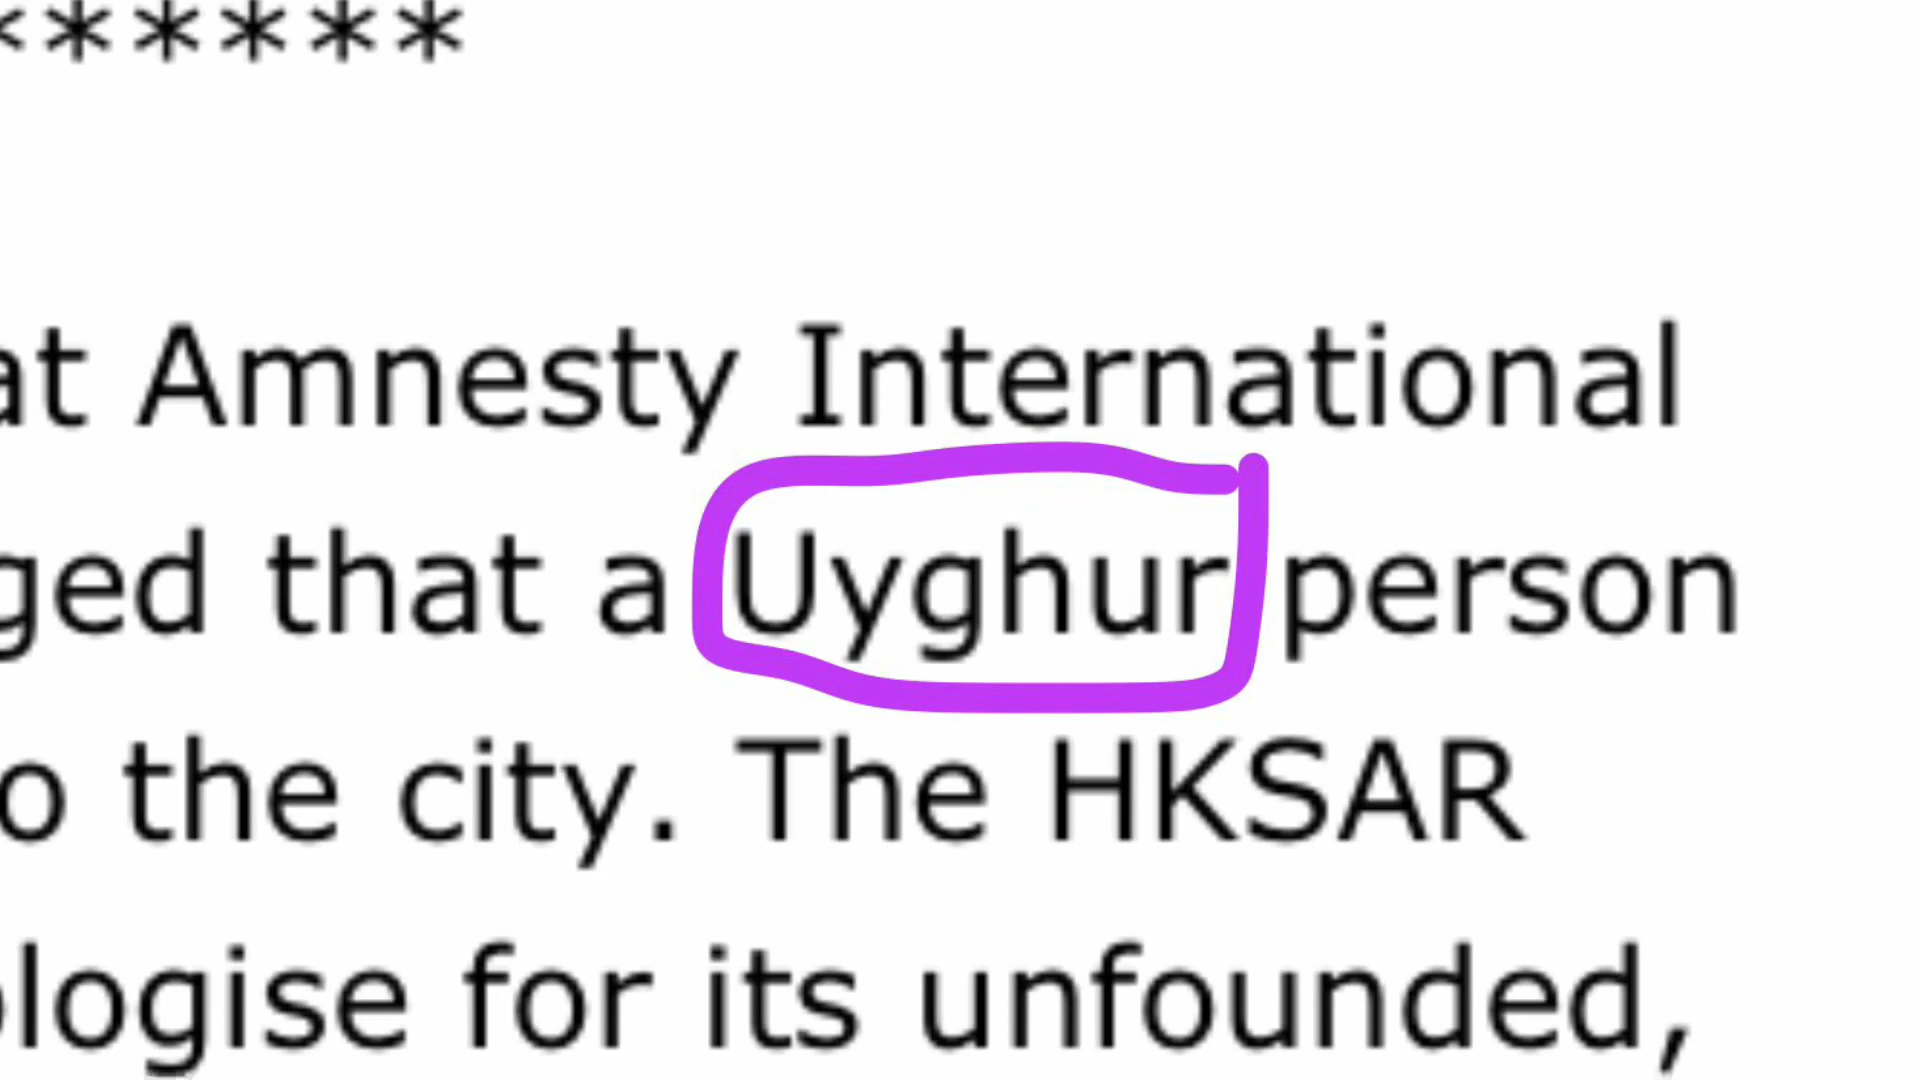 ******
at Amnesty International
ged that a Uyghur person
o the city. The HKSAR
ologise for its unfounded,